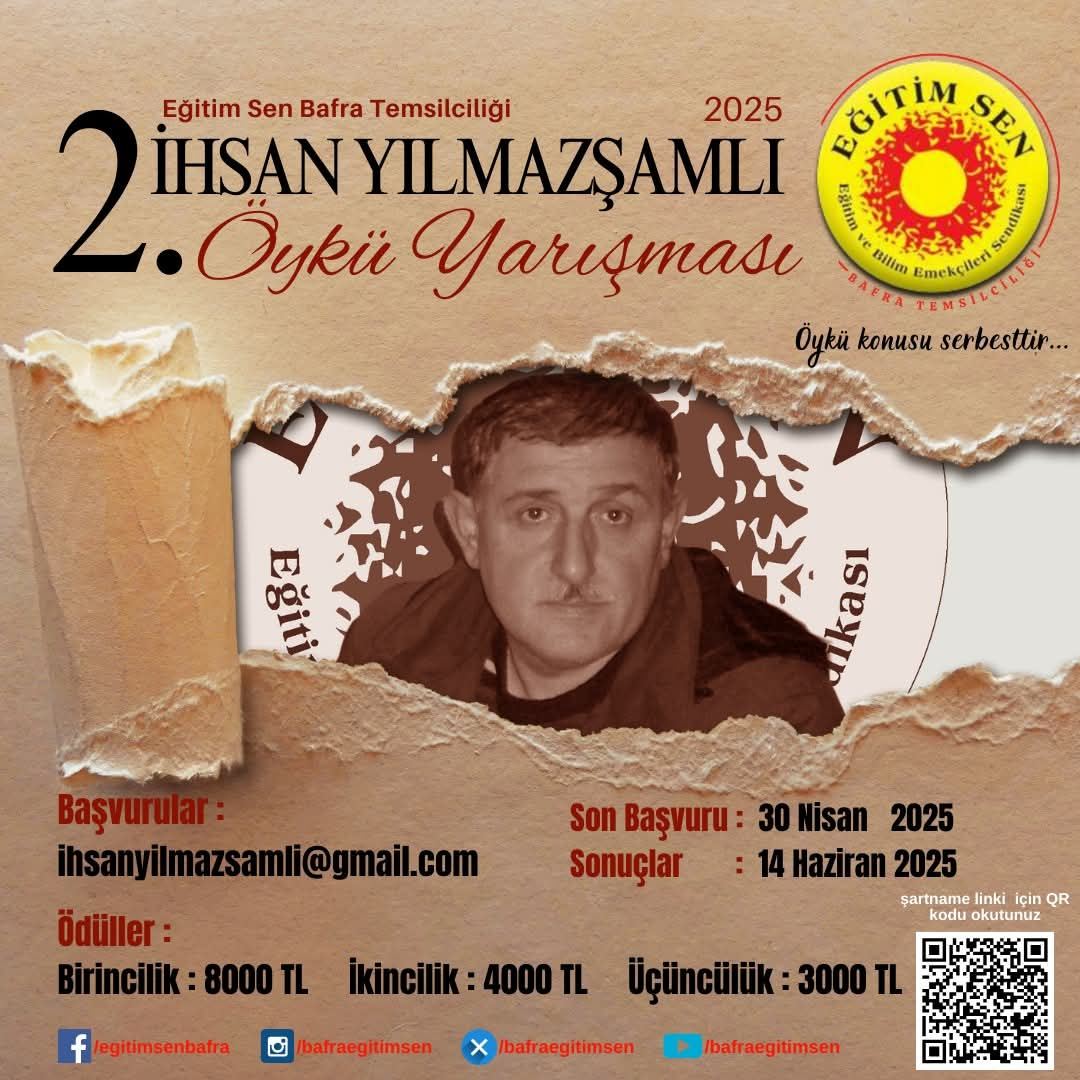 Eğitim Sen Bafra Temsilciliği
2025
2. İHSAN YILMAZŞAMLI
Öykü Yarışması
EĞİTİM SEN
Eğitim ve Bilim Emekçileri Sendikası
BAFRA TEMSİLCİLİĞİ
Öykü konusu serbesttir...
Eğiti
dikası
Başvurular :
ihsanyilmazsamli@gmail.com
Son Başvuru : 30 Nisan 2025
Sonuçlar : 14 Haziran 2025
şartname linki için QR
kodu okutunuz
Ödüller :
Birincilik : 8000 TL İkincilik : 4000 TL Üçüncülük : 3000 TL
/egitimsenbafra /bafraegitimsen /bafraegitimsen /bafraegitimsen